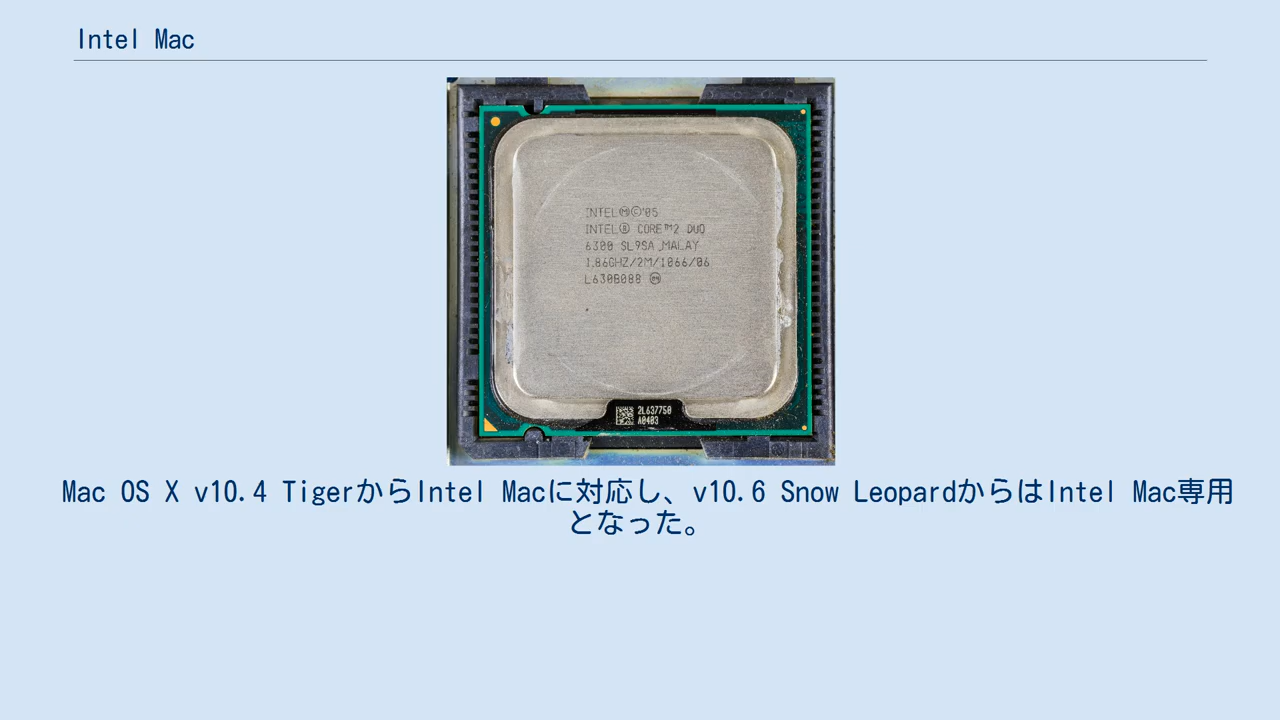 Intel Mac
INTEL Ⓜ©'05
INTEL® CORE™2 DUO
6300 SL9SA MALAY
1.86GHZ/2M/1066/06
L630B088
2L637750
A0403
Mac OS X v10.4 TigerからIntel Macに対応し、v10.6 Snow LeopardからはIntel Mac専用
となった。